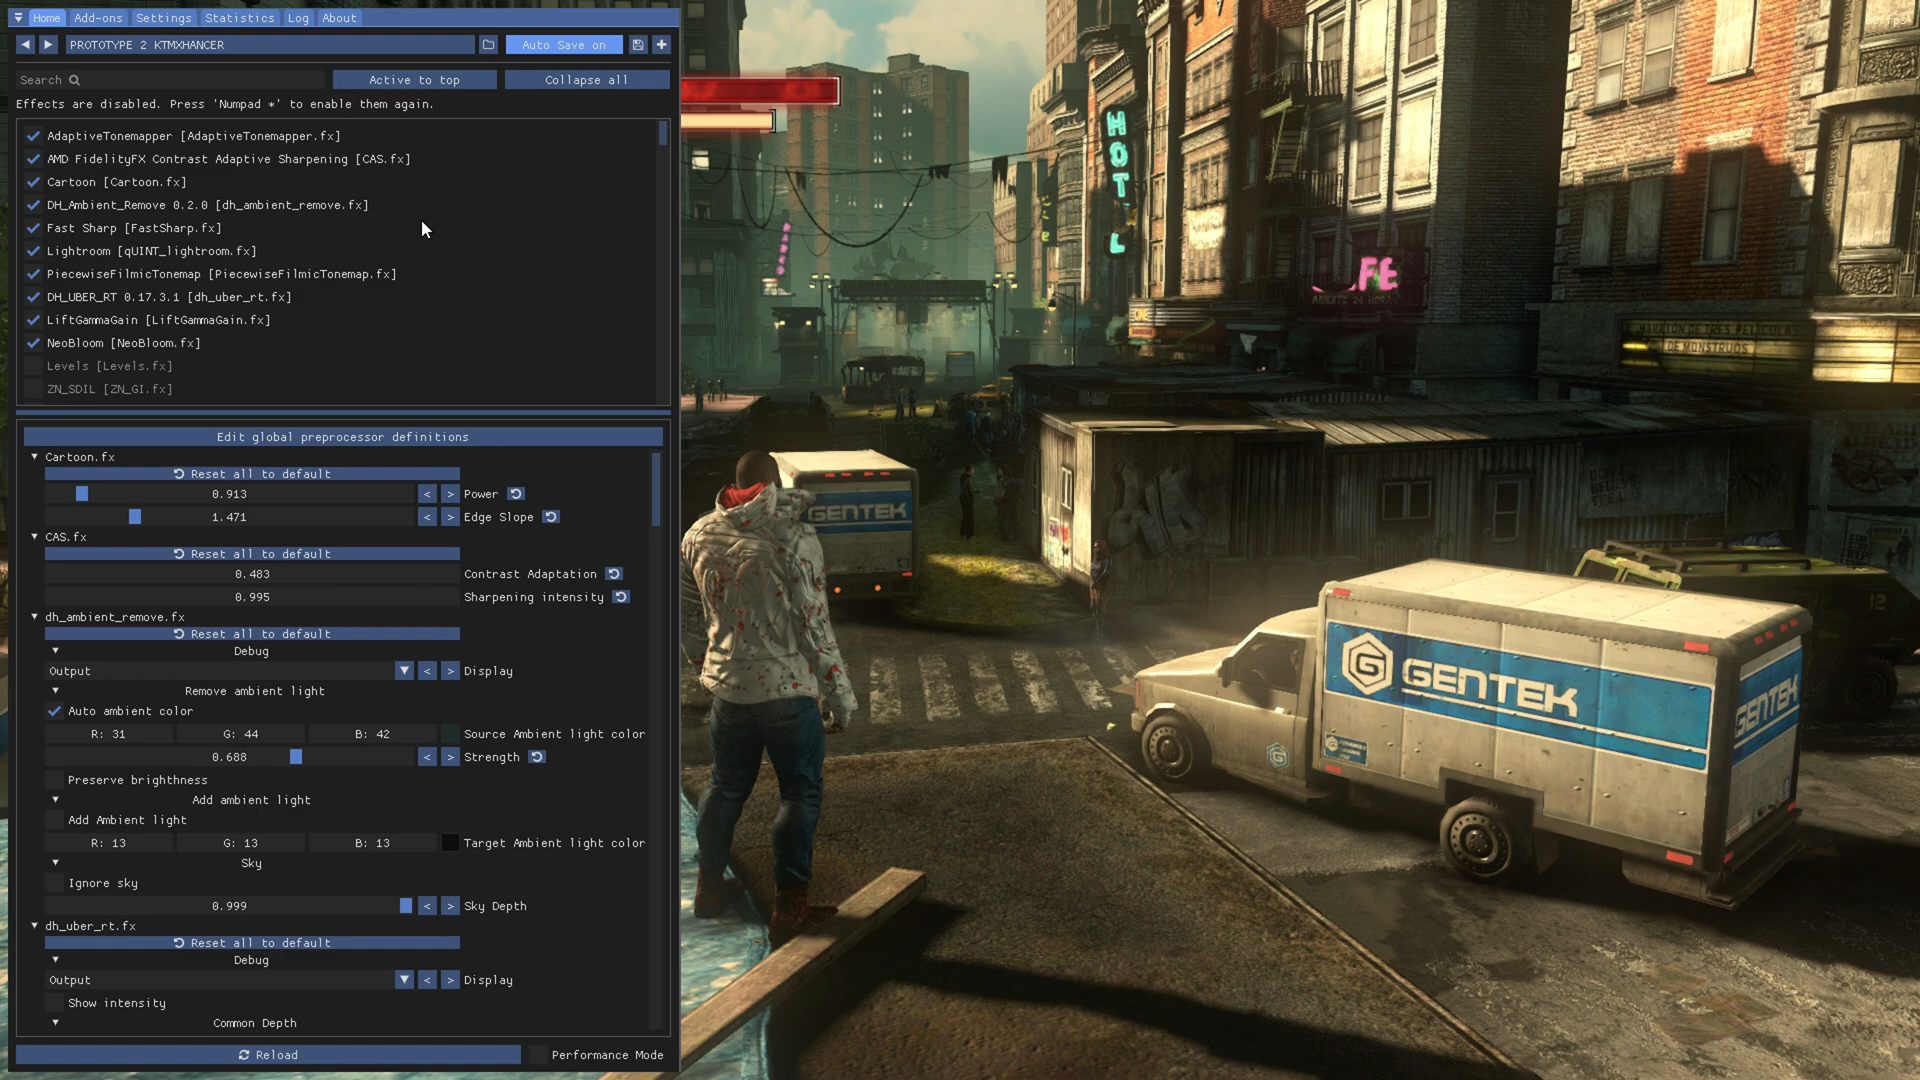 Home Add-ons Settings Statistics Log About
PROTOTYPE 2 KTMXHANCER
Auto Save on
Search
Active to top
Collapse all
Effects are disabled. Press 'Numpad *' to enable them again.
AdaptiveTonemapper [AdaptiveTonemapper.fx]
AMD FidelityFX Contrast Adaptive Sharpening [CAS.fx]
Cartoon [Cartoon.fx]
DH_Ambient_Remove 0.2.0 [dh_ambient_remove.fx]
Fast Sharp [FastSharp.fx]
Lightroom [qUINT_lightroom.fx]
PiecewiseFilmicTonemap [PiecewiseFilmicTonemap.fx]
DH_UBER_RT 0.17.3.1 [dh_uber_rt.fx]
LiftGammaGain [LiftGammaGain.fx]
NeoBloom [NeoBloom.fx]
Levels [Levels.fx]
ZN_SDIL [ZN_GI.fx]
Edit global preprocessor definitions
Cartoon.fx
Reset all to default
0.913 < > Power
1.471 < > Edge Slope
CAS.fx
Reset all to default
0.483 Contrast Adaptation
0.995 Sharpening intensity
dh_ambient_remove.fx
Reset all to default
Debug
Output < > Display
Remove ambient light
Auto ambient color
R: 31 G: 44 B: 42 Source Ambient light color
0.688 < > Strength
Preserve brightness
Add ambient light
Add Ambient light
R: 13 G: 13 B: 13 Target Ambient light color
Sky
Ignore sky
0.999 < > Sky Depth
dh_uber_rt.fx
Reset all to default
Debug
Output < > Display
Show intensity
Common Depth
Reload
Performance Mode
HOTEL
FE
DE MONSTRUOS
GENTEK
GENTEK
GENTEK
12